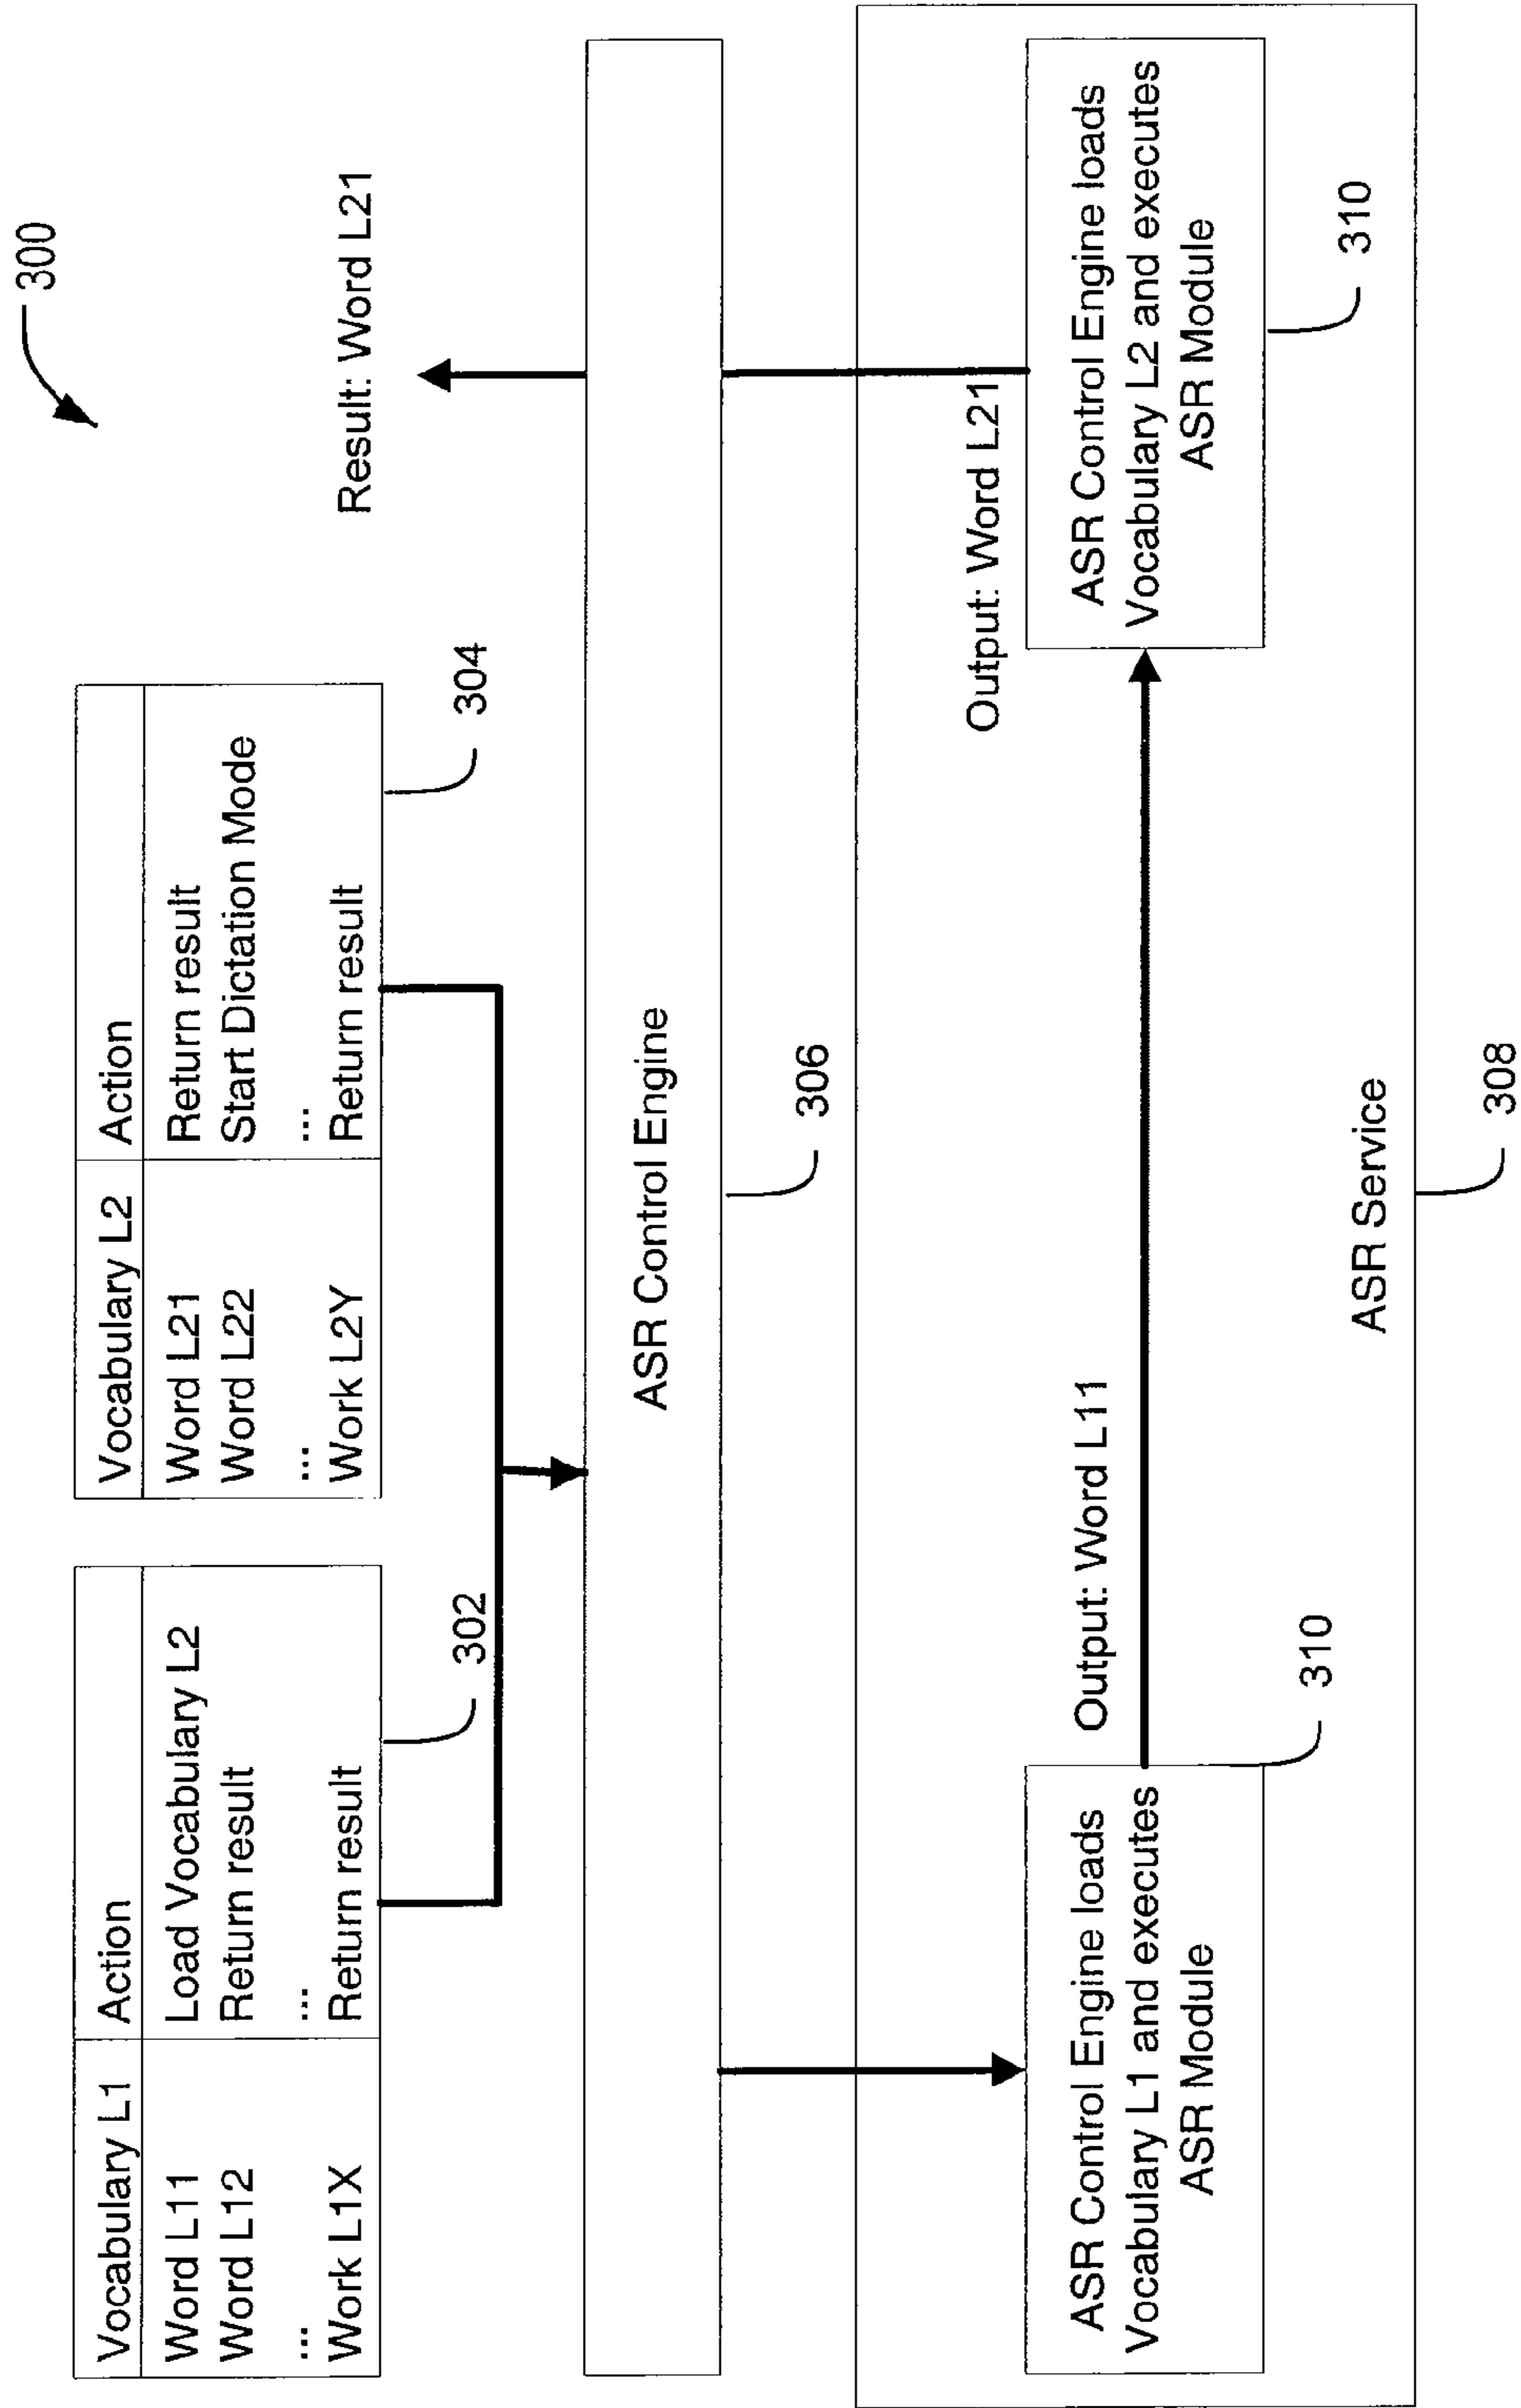 300
Vocabulary L1 Action
Word L11 Load Vocabulary L2
Word L12 Return result
... ...
Work L1X Return result
302
Vocabulary L2 Action
Word L21 Return result
Word L22 Start Dictation Mode
... ...
Work L2Y Return result
304
Result: Word L21
ASR Control Engine
306
ASR Control Engine loads
Vocabulary L1 and executes
ASR Module
310
Output: Word L11
Output: Word L21
ASR Control Engine loads
Vocabulary L2 and executes
ASR Module
310
ASR Service
308